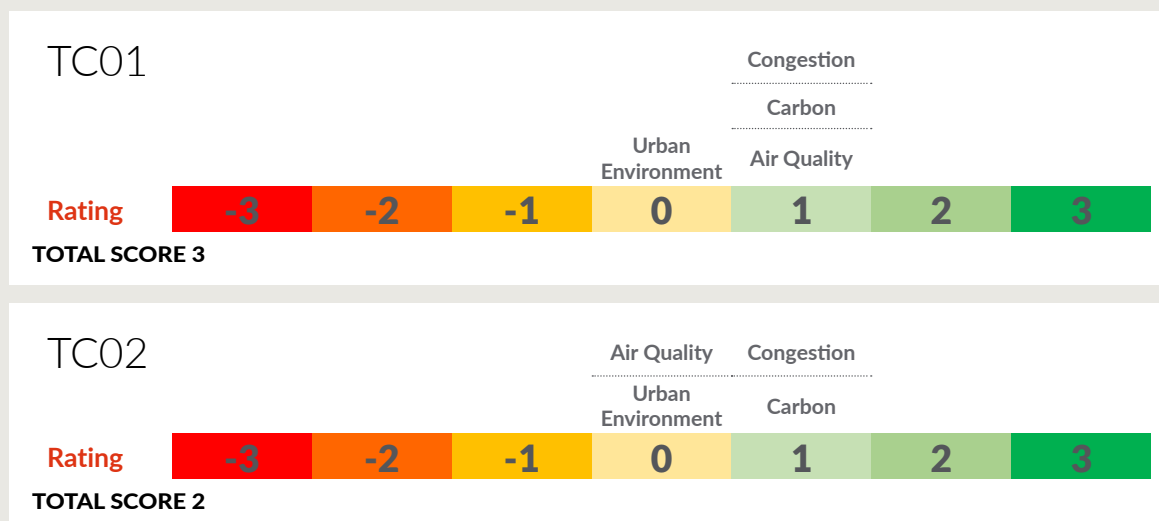 TC01
Congestion
Carbon
Urban
Environment
Air Quality
Rating -3 -2 -1 0 1 2 3
TOTAL SCORE 3
TC02
Air Quality Congestion
Urban
Environment
Carbon
Rating -3 -2 -1 0 1 2 3
TOTAL SCORE 2